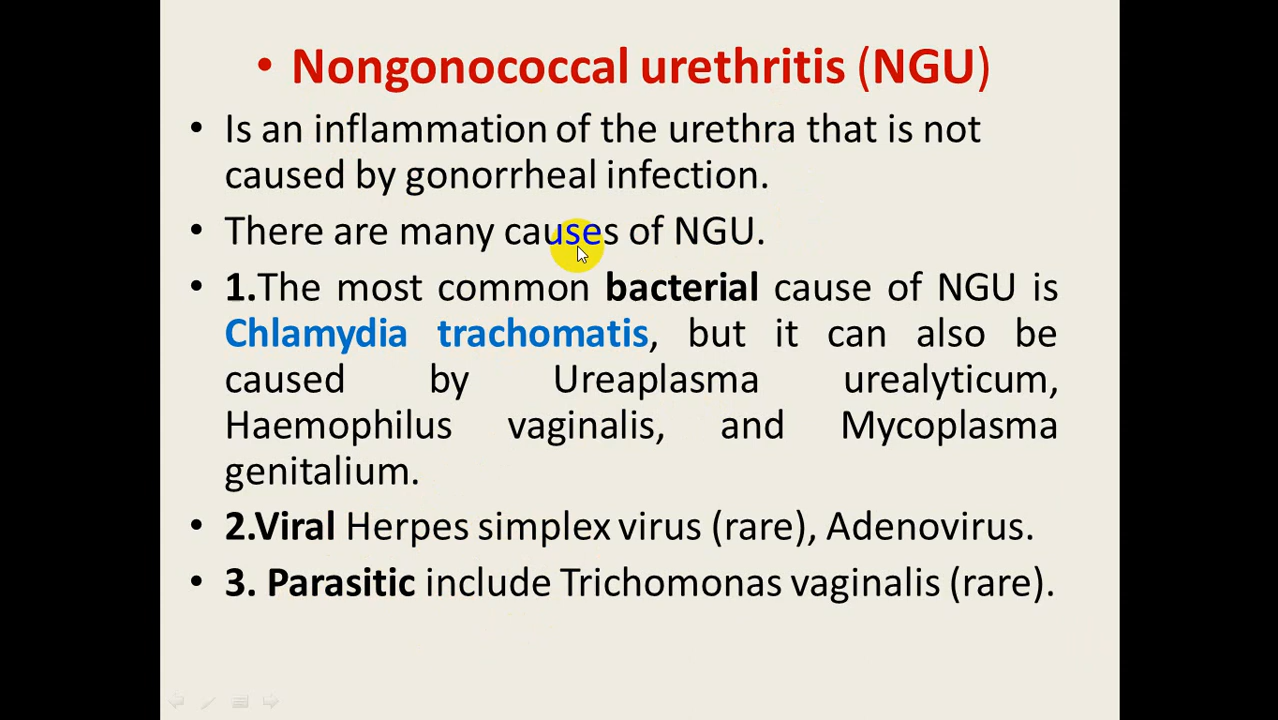 • Nongonococcal urethritis (NGU)
• Is an inflammation of the urethra that is not
caused by gonorrheal infection.
• There are many causes of NGU.
• 1.The most common bacterial cause of NGU is
Chlamydia trachomatis, but it can also be
caused by Ureaplasma urealyticum,
Haemophilus vaginalis, and Mycoplasma
genitalium.
• 2.Viral Herpes simplex virus (rare), Adenovirus.
• 3. Parasitic include Trichomonas vaginalis (rare).